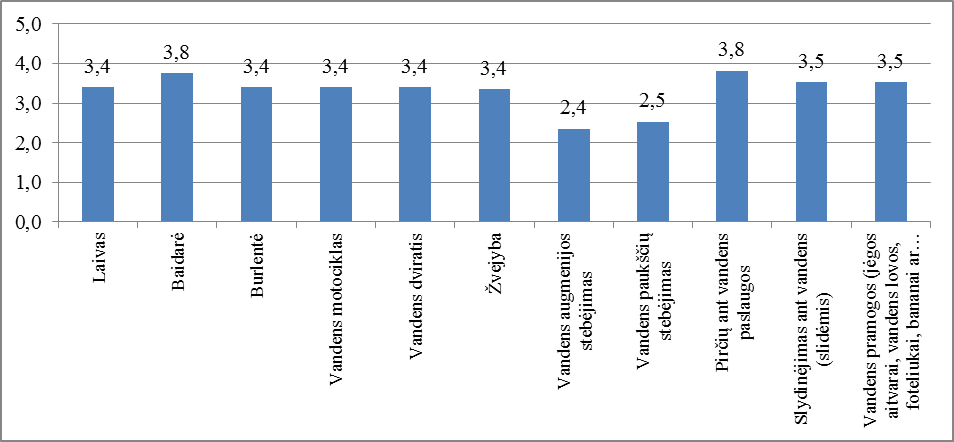 5,0
4,0
3,0
2,0
1,0
0,0
3,4
3,8
3,4
3,4
3,4
3,4
2,4
2,5
3,8
3,5
3,5
Laivas
Baidarė
Burlentė
Vandens motociklas
Vandens dviratis
Žvejyba
Vandens augmenijos
stebėjimas
Vandens paukščių
stebėjimas
Pirčių ant vandens
paslaugos
Slydinėjimas ant vandens
(slidėmis)
Vandens pramogos (jėgos
aitvarai, vandens lovos,
foteliukai, bananai ar…